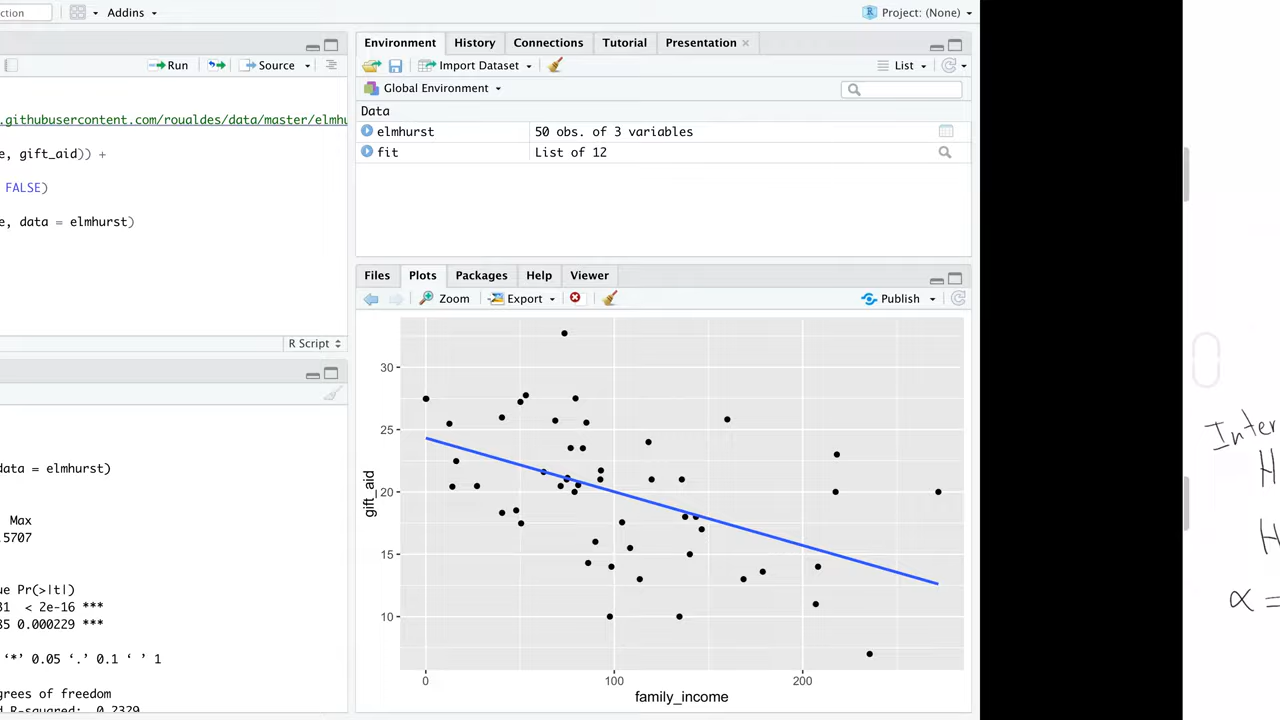 ction Addins Project: (None)
Run Source
.githubusercontent.com/roualdes/data/master/elmhu
e, gift_aid)) +
FALSE)
e, data = elmhurst)
R Script
data = elmhurst)
Max
.5707
ue Pr(>|t|)
31 < 2e-16 ***
35 0.000229 ***
‘*’ 0.05 ‘.’ 0.1 ‘ ’ 1
grees of freedom
d R-squared: 0.2329
Environment History Connections Tutorial Presentation
Import Dataset List
Global Environment
Data
elmhurst 50 obs. of 3 variables
fit List of 12
Files Plots Packages Help Viewer
Zoom Export Publish
30
25
20
15
10
gift_aid
0 100 200
family_income
Inter
H
H
α =